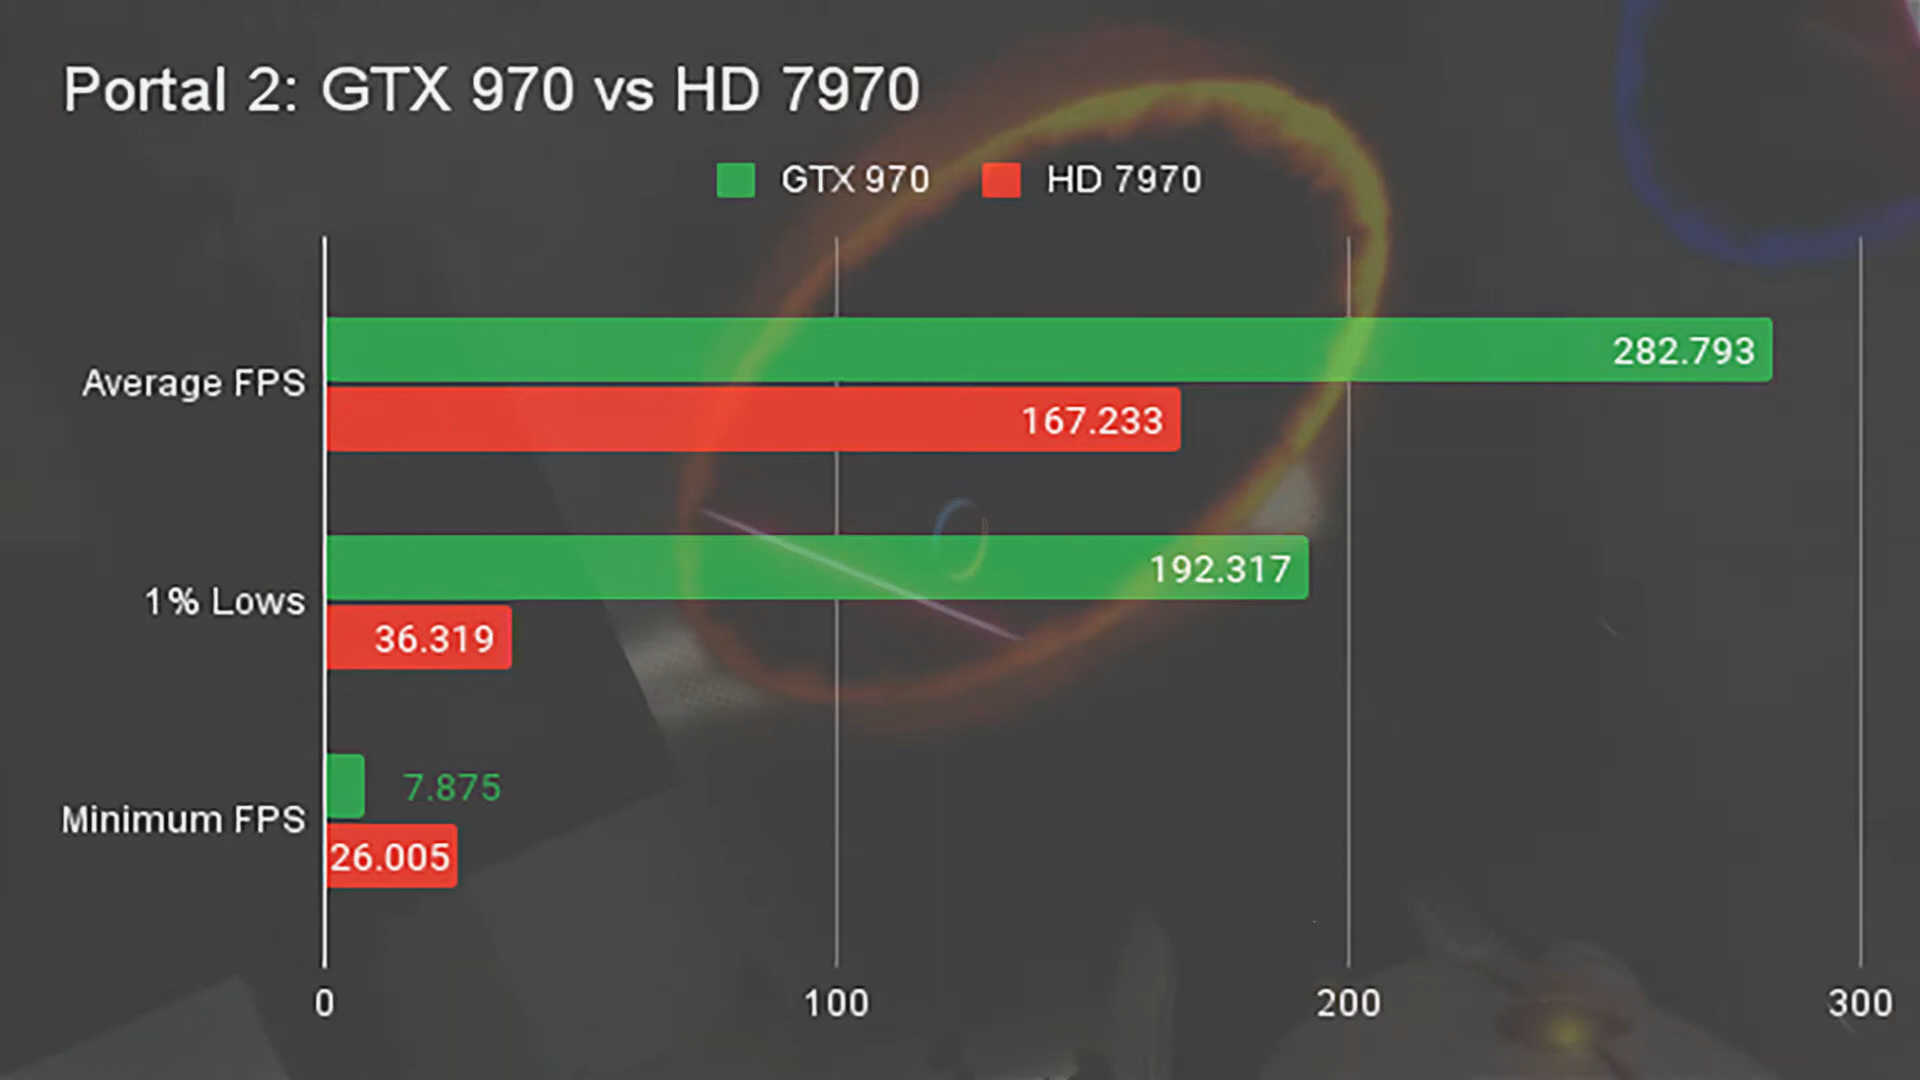 Portal 2: GTX 970 vs HD 7970
GTX 970 HD 7970
Average FPS
282.793
167.233
1% Lows
192.317
36.319
Minimum FPS
7.875
26.005
0 100 200 300